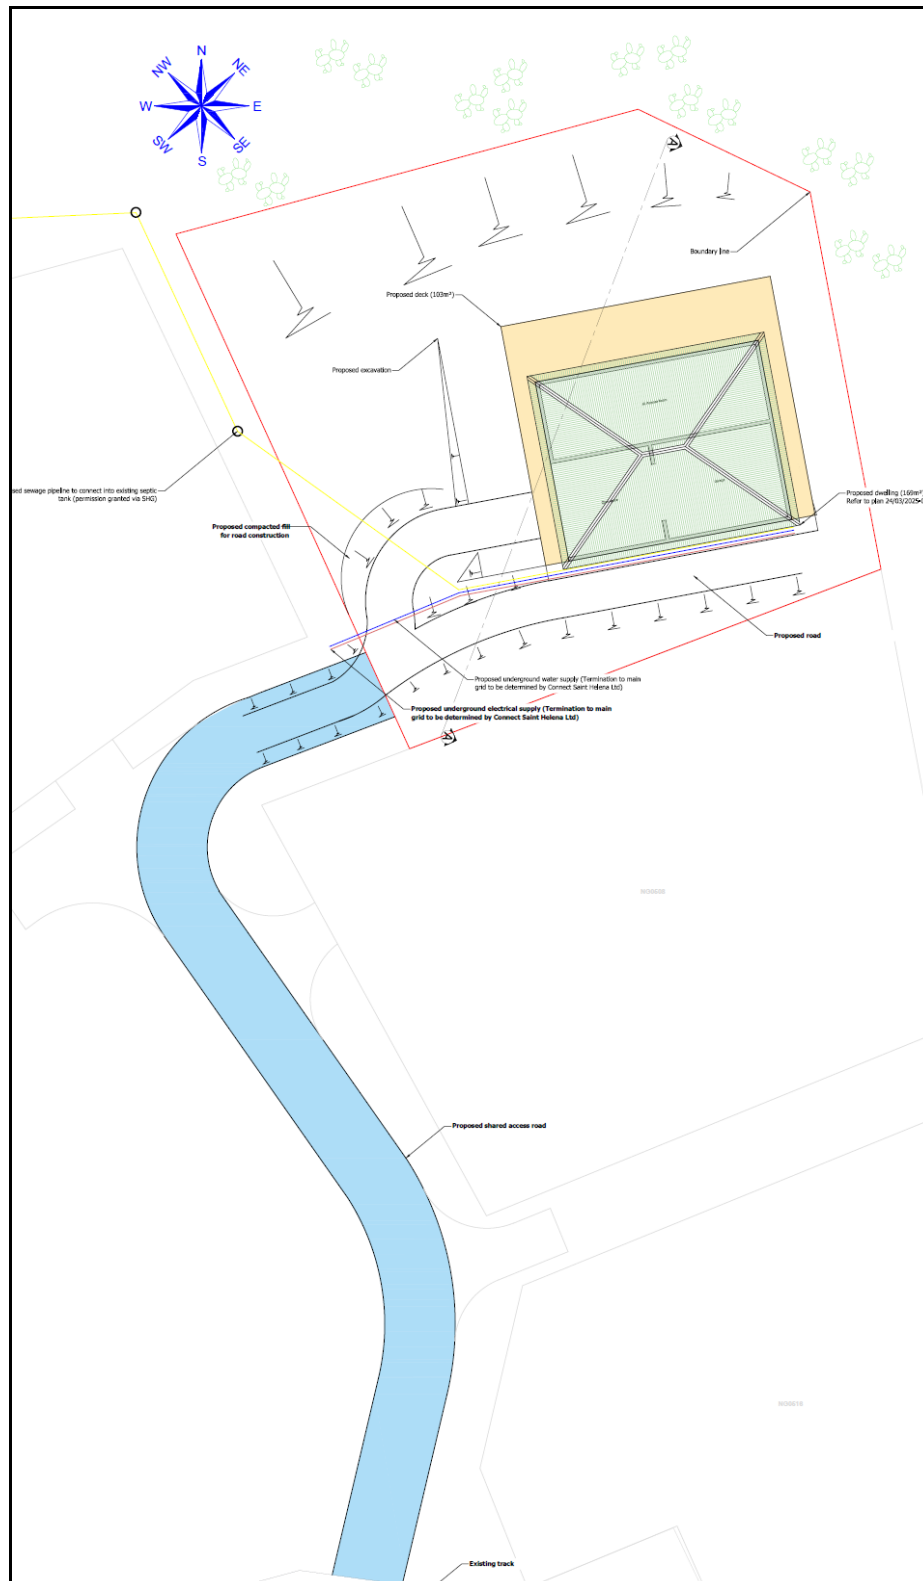 N
NW
NE
W
E
SW
SE
S
A
Boundary line
Proposed deck (103m²)
Proposed excavation
sed sewage pipeline to connect into existing septic
tank (permission granted via SHG)
Proposed dwelling (169m²
Refer to plan 24/03/2025-
Proposed compacted fill
for road construction
Proposed road
Proposed underground water supply (Termination to main
grid to be determined by Connect Saint Helena Ltd)
Proposed underground electrical supply (Termination to main
grid to be determined by Connect Saint Helena Ltd)
A
Proposed shared access road
Existing track